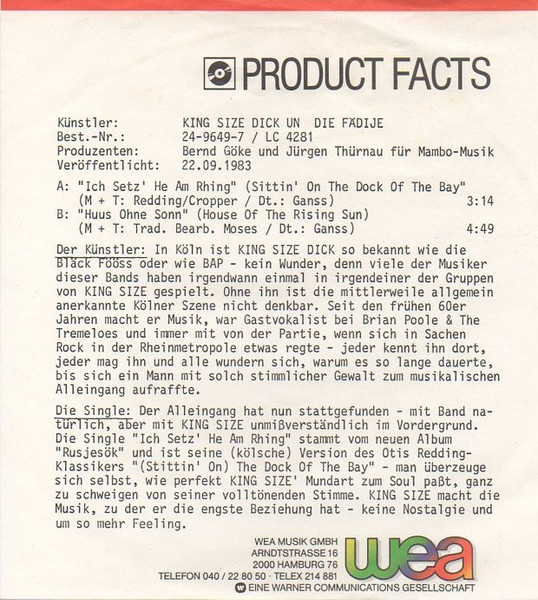 PRODUCT FACTS
Künstler: KING SIZE DICK UN DIE FÄDIJE
Best.-Nr.: 24-9649-7 / LC 4281
Produzenten: Bernd Göke und Jürgen Thürnau für Mambo-Musik
Veröffentlicht: 22.09.1983
A: "Ich Setz' He Am Rhing" (Sittin' On The Dock Of The Bay"
(M + T: Redding/Cropper / Dt.: Ganss) 3:14
B: "Huus Ohne Sonn" (House Of The Rising Sun)
(M + T: Trad. Bearb. Moses / Dt.: Ganss) 4:49
Der Künstler: In Köln ist KING SIZE DICK so bekannt wie die
Bläck Fööss oder wie BAP - kein Wunder, denn viele der Musiker
dieser Bands haben irgendwann einmal in irgendeiner der Gruppen
von KING SIZE gespielt. Ohne ihn ist die mittlerweile allgemein
anerkannte Kölner Szene nicht denkbar. Seit den frühen 60er
Jahren macht er Musik, war Gastvokalist bei Brian Poole & The
Tremeloes und immer mit von der Partie, wenn sich in Sachen
Rock in der Rheinmetropole etwas regte - jeder kennt ihn dort,
jeder mag ihn und alle wundern sich, warum es so lange dauerte,
bis sich ein Mann mit solch stimmlicher Gewalt zum musikalischen
Alleingang aufraffte.
Die Single: Der Alleingang hat nun stattgefunden - mit Band na-
türlich, aber mit KING SIZE unmißverständlich im Vordergrund.
Die Single "Ich Setz' He Am Rhing" stammt vom neuen Album
"Rusjesök" und ist seine (kölsche) Version des Otis Redding-
Klassikers "(Stittin' On) The Dock Of The Bay" - man überzeuge
sich selbst, wie perfekt KING SIZE' Mundart zum Soul paßt, ganz
zu schweigen von seiner volltönenden Stimme. KING SIZE macht die
Musik, zu der er die engste Beziehung hat - keine Nostalgie und
um so mehr Feeling.
WEA MUSIK GMBH
ARNDTSTRASSE 16
2000 HAMBURG 76
TELEFON 040 / 22 80 50 · TELEX 214 881
EINE WARNER COMMUNICATIONS GESELLSCHAFT
wea